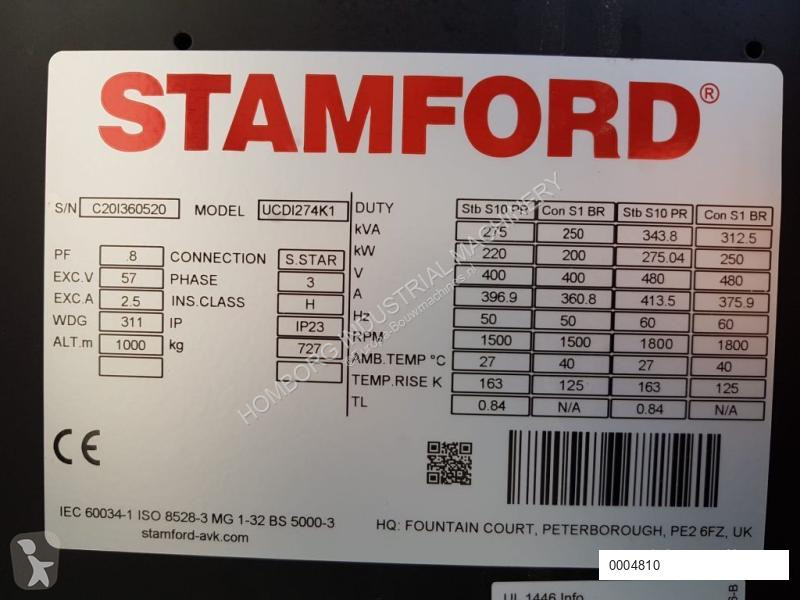 STAMFORD®
S/N C20I360520 MODEL UCDI274K1
PF .8 CONNECTION S.STAR
EXC.V 57 PHASE 3
EXC.A 2.5 INS.CLASS H
WDG 311 IP IP23
ALT.m 1000 kg 727
DUTY Stb S10 PR Con S1 BR Stb S10 PR Con S1 BR
kVA 275 250 343.8 312.5
kW 220 200 275.04 250
V 400 400 480 480
A 396.9 360.8 413.5 375.9
Hz 50 50 60 60
RPM 1500 1500 1800 1800
AMB.TEMP °C 27 40 27 40
TEMP.RISE K 163 125 163 125
TL 0.84 N/A 0.84 N/A
HOMBORG INDUSTRIAL MACHINERY
CE
IEC 60034-1 ISO 8528-3 MG 1-32 BS 5000-3
stamford-avk.com
HQ: FOUNTAIN COURT, PETERBOROUGH, PE2 6FZ, UK
0004810
UL 1446 Info